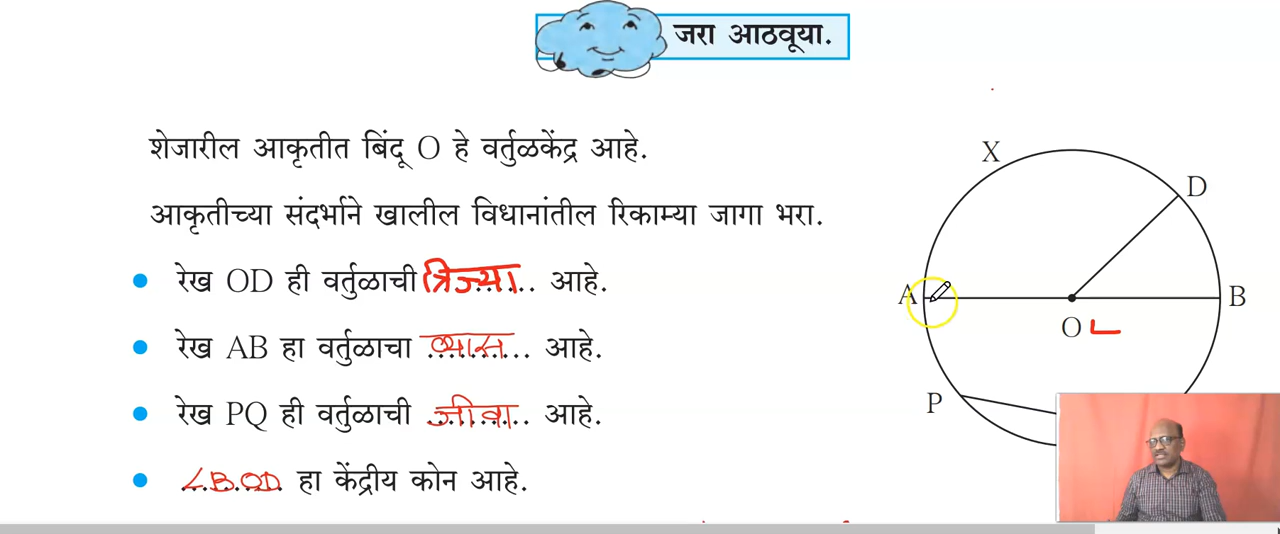 जरा आठवूया.
शेजारील आकृतीत बिंदू O हे वर्तुळकेंद्र आहे.
आकृतीच्या संदर्भाने खालील विधानांतील रिकाम्या जागा भरा.
• रेख OD ही वर्तुळाची त्रिज्या आहे.
• रेख AB हा वर्तुळाचा व्यास आहे.
• रेख PQ ही वर्तुळाची जीवा आहे.
• ∠BOD हा केंद्रीय कोन आहे.
X
D
A
B
O
P